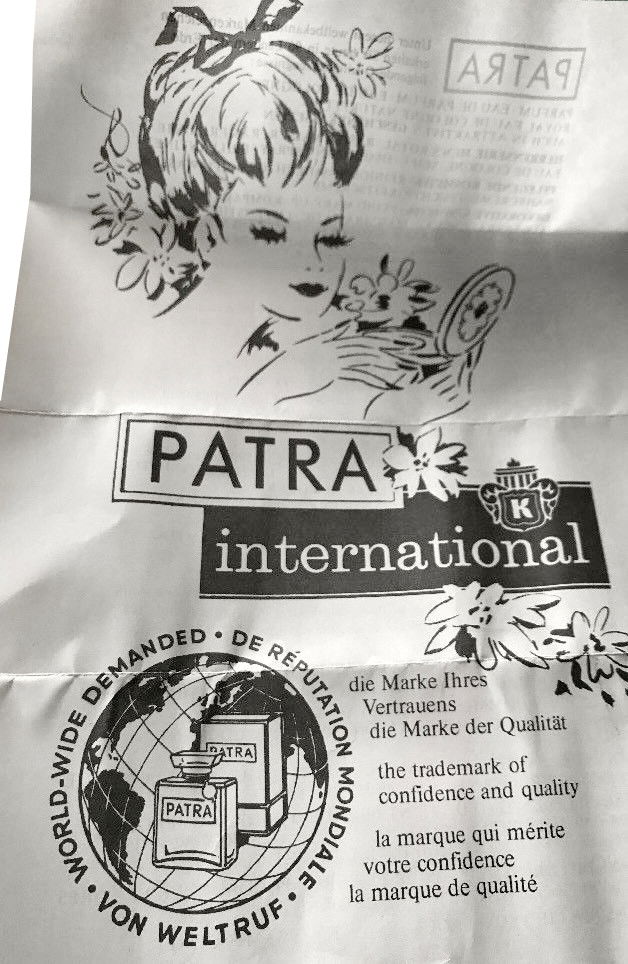 PATRA
PATRA
international
K
WORLD-WIDE DEMANDED • DE RÉPUTATION MONDIALE • VON WELTRUF •
PATRA
PATRA
die Marke Ihres
Vertrauens
die Marke der Qualität
the trademark of
confidence and quality
la marque qui mérite
votre confidence
la marque de qualité